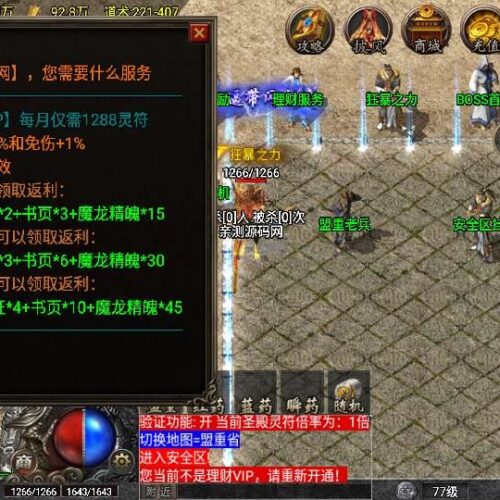 92.8万 道术 221-407
攻略 披风 商城 充值
网】，您需要什么服务
】每月仅需1288灵符
%和免伤+1%
效
领取返利：
*2+书页*3+魔龙精魄*15
可以领取返利：
*3+书页*6+魔龙精魄*30
可以领取返利：
*4+书页*10+魔龙精魄*45
理财服务
狂暴之力
BOSS首
狂暴之力
1266/1266
机
杀[0]人 被杀[0]次
亲测源码网
盟重老兵
安全区扫
蓝药 瞬药 随机
验证功能: 开 当前圣殿灵符倍率为：1倍
切换地图=盟重省
进入安全区
您当前不是理财VIP，请重新开通！
商
1266/1266 1643/1643
附近
77级